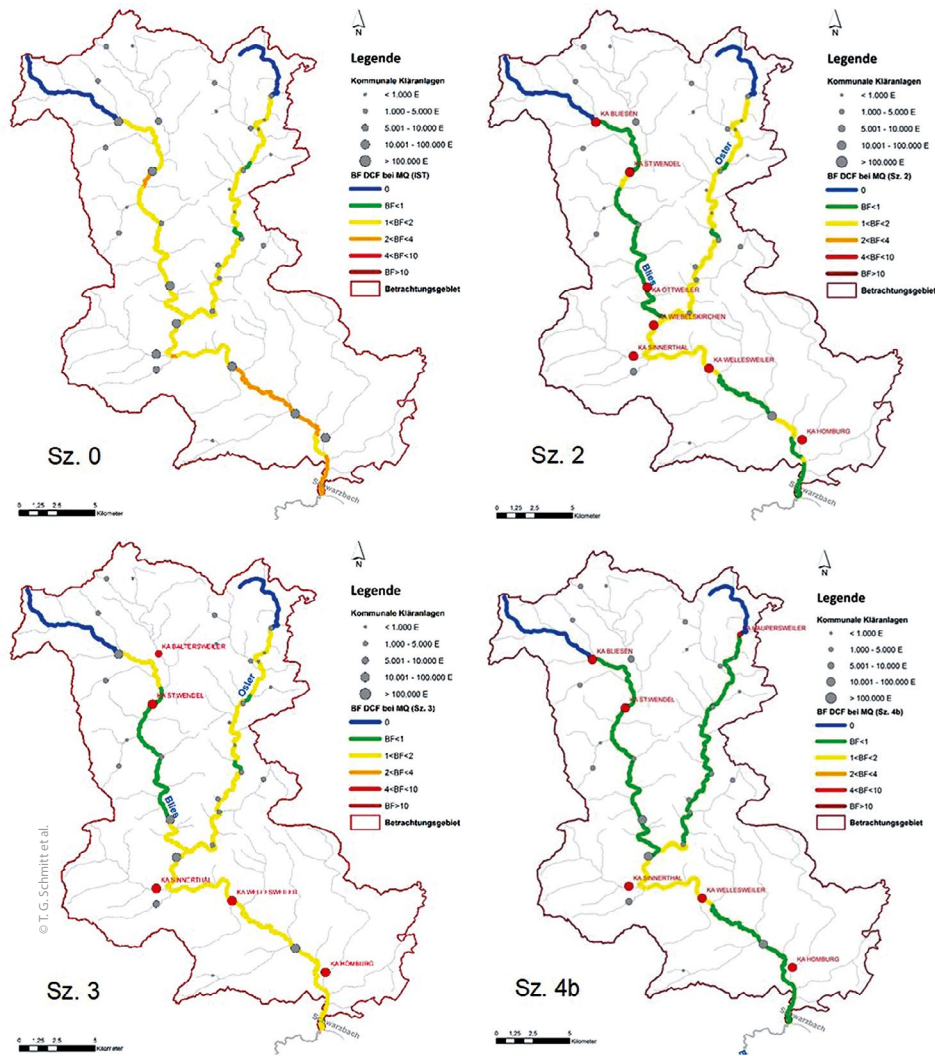 N
Legende
Kommunale Kläranlagen
< 1.000 E
1.000 - 5.000 E
5.001 - 10.000 E
10.001 - 100.000 E
> 100.000 E
BF DCF bei MQ (IST)
0
BF<1
1<BF<2
2<BF<4
4<BF<10
BF>10
Betrachtungsgebiet
Sz. 0
Schwarzbach
0 1,25 2,5 5
Kilometer
N
Legende
Kommunale Kläranlagen
< 1.000 E
1.000 - 5.000 E
5.001 - 10.000 E
10.001 - 100.000 E
> 100.000 E
BF DCF bei MQ (Sz. 2)
0
BF<1
1<BF<2
2<BF<4
4<BF<10
BF>10
Betrachtungsgebiet
KA BLIESEN
Oster
KA ST.WENDEL
Blies
KA OTTWEILER
KA WIEBELSKIRCHEN
KA SINNERTHAL
KA WELLESWEILER
KA HOMBURG
Sz. 2
Schwarzbach
0 1,25 2,5 5
Kilometer
N
Legende
Kommunale Kläranlagen
< 1.000 E
1.000 - 5.000 E
5.001 - 10.000 E
10.001 - 100.000 E
> 100.000 E
BF DCF bei MQ (Sz. 3)
0
BF<1
1<BF<2
2<BF<4
4<BF<10
BF>10
Betrachtungsgebiet
KA BALTERSWEILER
Oster
KA ST.WENDEL
Blies
KA SINNERTHAL
KA WELLESWEILER
KA HOMBURG
© T. G. Schmitt et al.
Sz. 3
Schwarzbach
0 1,25 2,5 5
Kilometer
N
Legende
Kommunale Kläranlagen
< 1.000 E
1.000 - 5.000 E
5.001 - 10.000 E
10.001 - 100.000 E
> 100.000 E
BF DCF bei MQ (Sz. 4b)
0
BF<1
1<BF<2
2<BF<4
4<BF<10
BF>10
Betrachtungsgebiet
KA BLIESEN
KA ST.WENDEL
KA SINNERTHAL
KA WELLESWEILER
KA HOMBURG
Sz. 4b
Schwarzbach
0 1,25 2,5 5
Kilometer